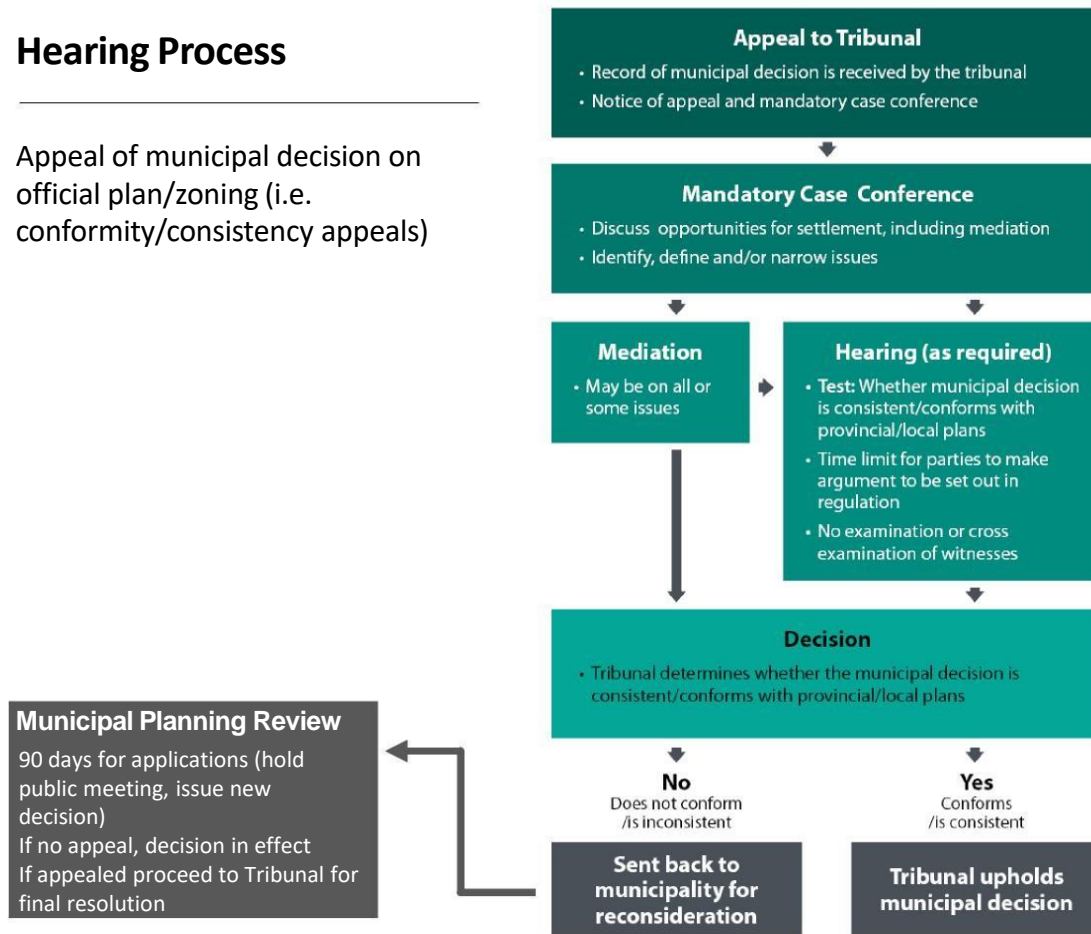 Hearing Process
Appeal of municipal decision on
official plan/zoning (i.e.
conformity/consistency appeals)
Appeal to Tribunal
• Record of municipal decision is received by the tribunal
• Notice of appeal and mandatory case conference
Mandatory Case Conference
• Discuss opportunities for settlement, including mediation
• Identify, define and/or narrow issues
Mediation
• May be on all or
some issues
Hearing (as required)
• Test: Whether municipal decision
is consistent/conforms with
provincial/local plans
• Time limit for parties to make
argument to be set out in
regulation
• No examination or cross
examination of witnesses
Decision
• Tribunal determines whether the municipal decision is
consistent/conforms with provincial/local plans
No
Does not conform
/is inconsistent
Yes
Conforms
/is consistent
Sent back to
municipality for
reconsideration
Tribunal upholds
municipal decision
Municipal Planning Review
90 days for applications (hold
public meeting, issue new
decision)
If no appeal, decision in effect
If appealed proceed to Tribunal for
final resolution